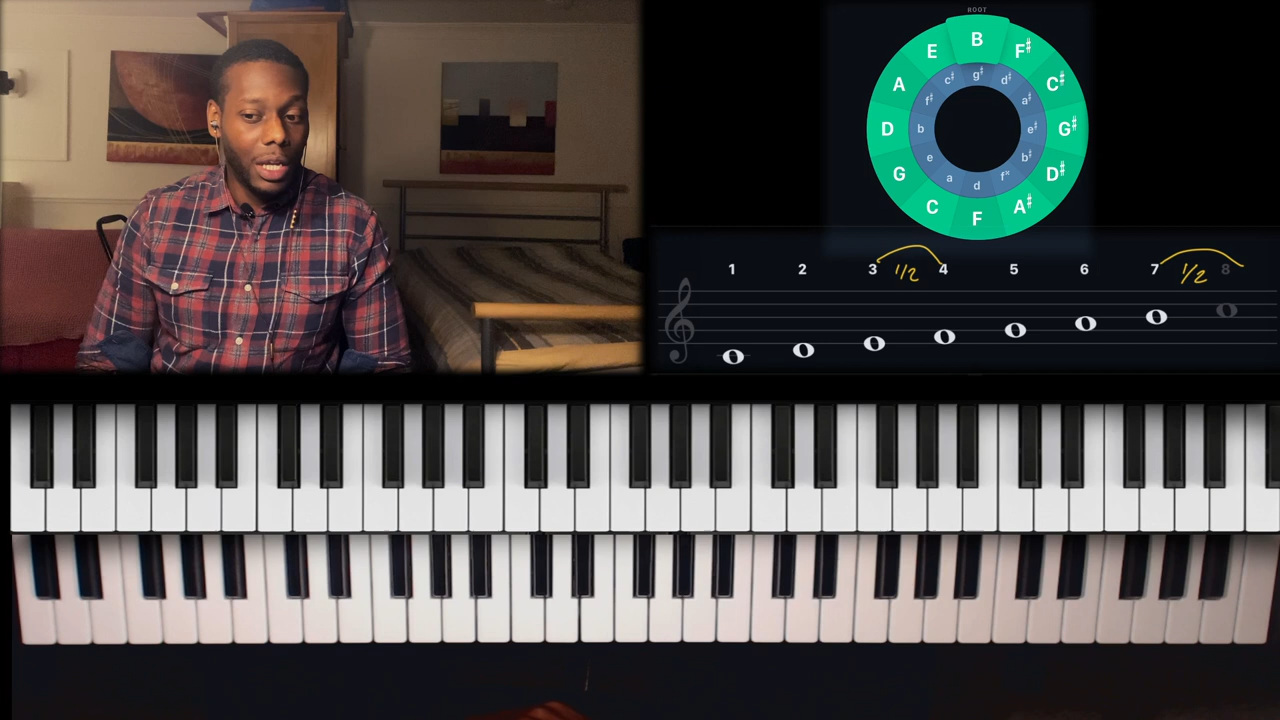 ROOT
B
E
F♯
A
C♯
D
G♯
G
D♯
C
A♯
F
g♯
c♯
d♯
f♯
a♯
b
e♯
e
b♯
a
f𝄪
d
1 2 3 4 5 6 7 8
1/2 1/2